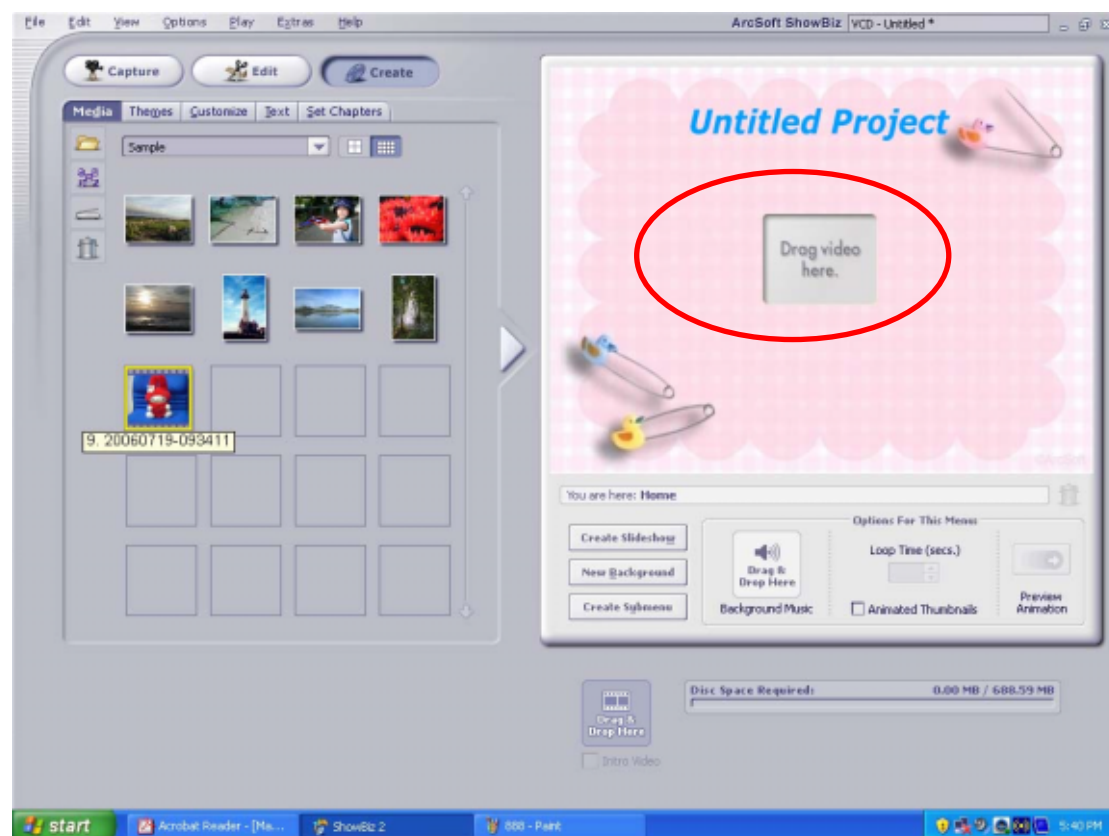 File Edit View Options Play Extras Help
ArcSoft ShowBiz VCD - Untitled *
Capture Edit Create
Media Themes Customize Text Set Chapters
Sample
9. 20060719-093411
Untitled Project
Drag video
here.
ArcSoft
You are here: Home
Create Slideshow
New Background
Create Submenu
Drag &
Drop Here
Background Music
Options For This Menu
Loop Time (secs.)
Animated Thumbnails
Preview
Animation
Drag &
Drop Here
Intro Video
Disc Space Required: 0.00 MB / 688.59 MB
start Acrobat Reader - [Ma... ShowBiz 2 888 - Paint 5:40 PM